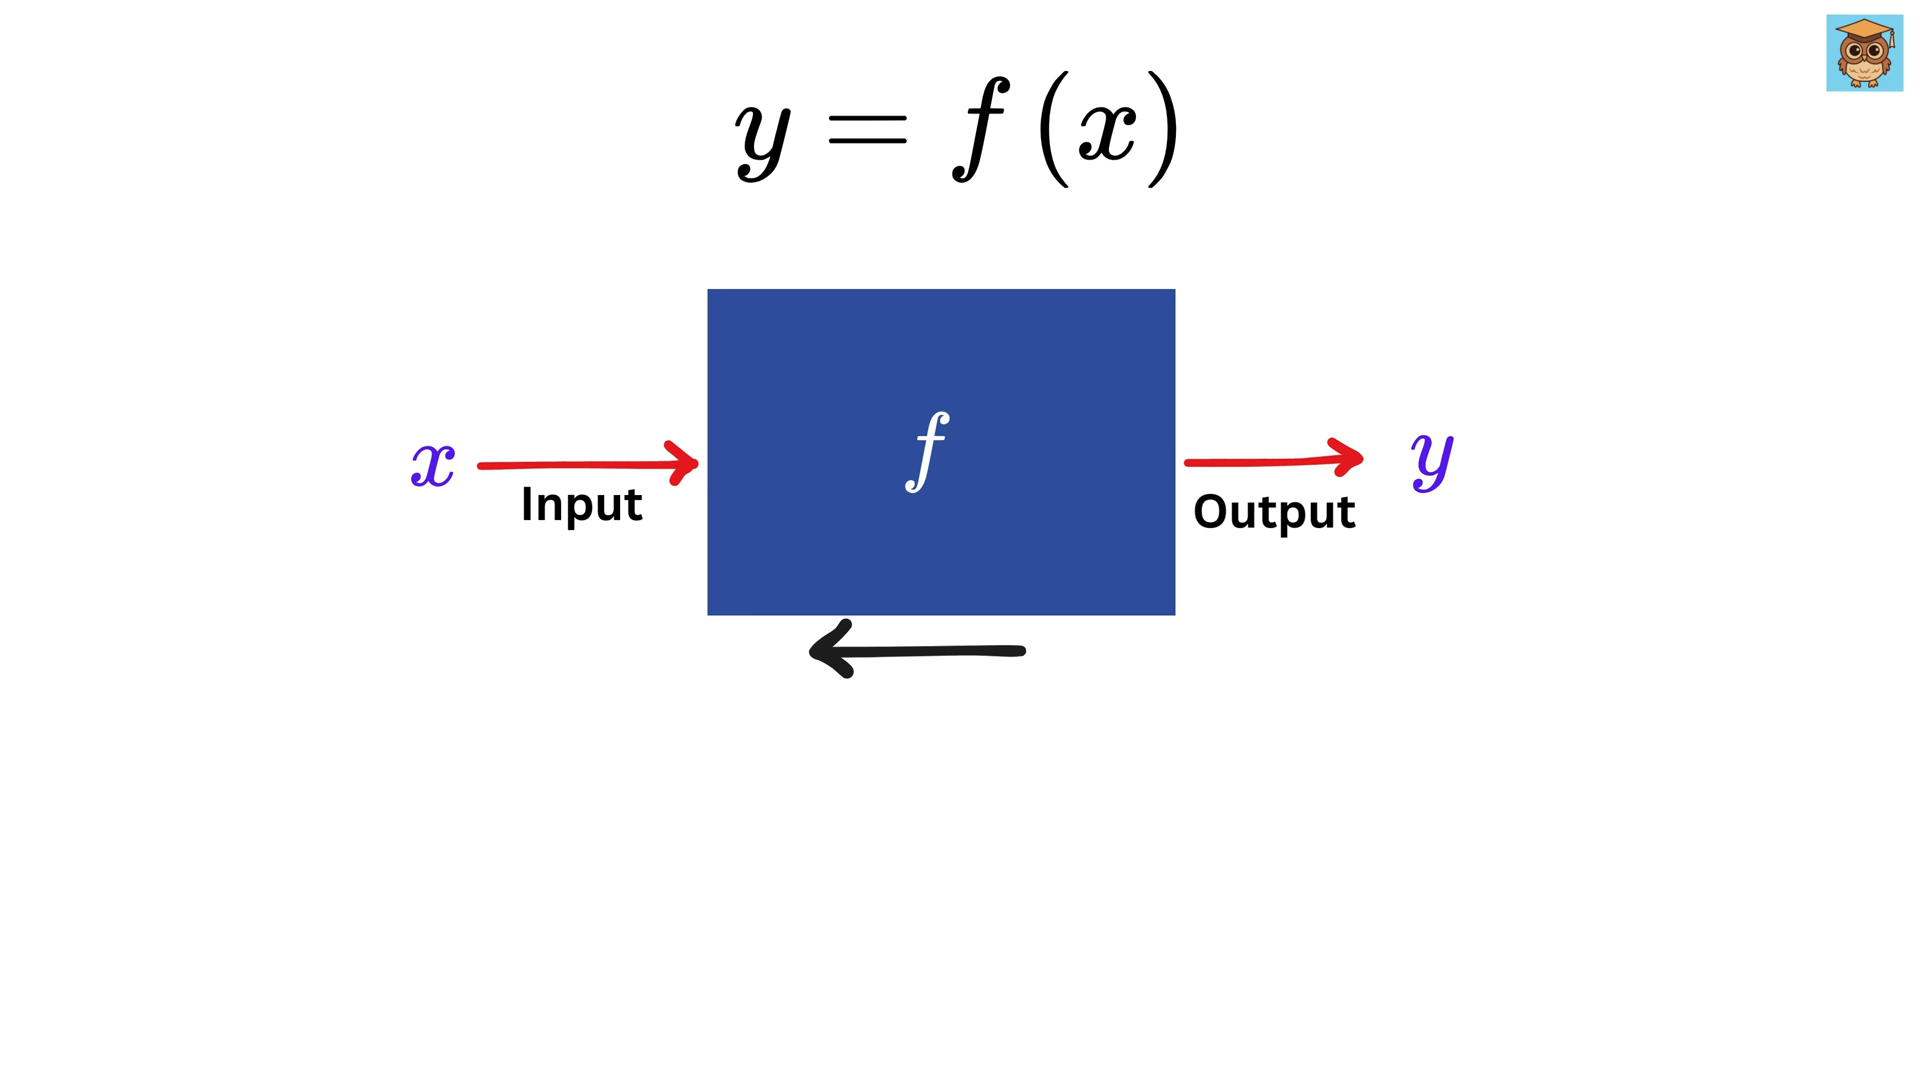 y = f(x)
f
x
y
Input
Output